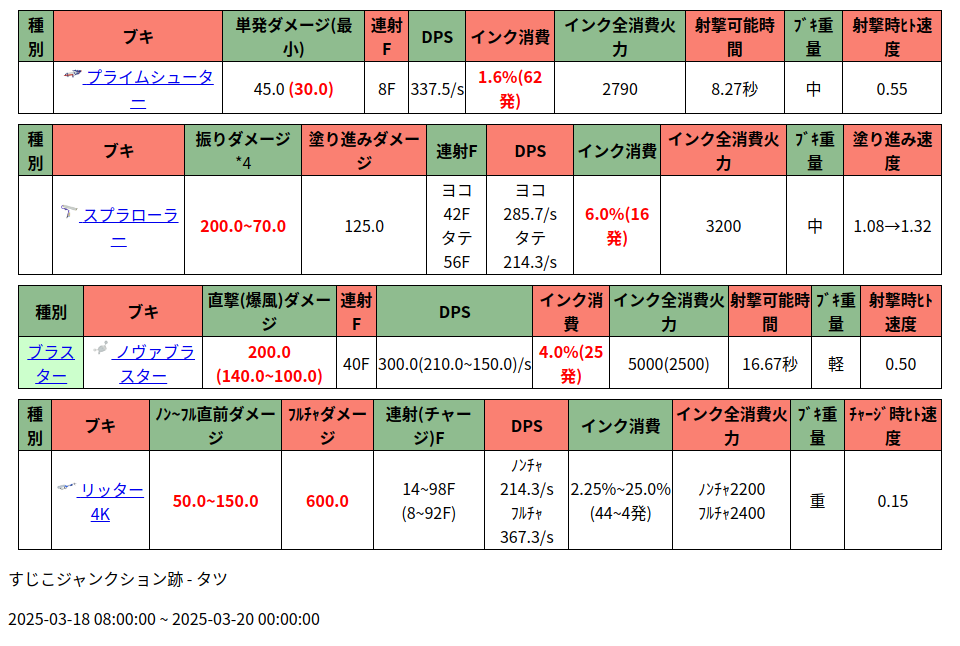 種別 ブキ 単発ダメージ(最小) 連射F DPS インク消費 インク全消費火力 射撃可能時間 ﾌﾞｷ重量 射撃時ﾋﾄ速度
プライムシューター 45.0 (30.0) 8F 337.5/s 1.6%(62発) 2790 8.27秒 中 0.55
種別 ブキ 振りダメージ*4 塗り進みダメージ 連射F DPS インク消費 インク全消費火力 ﾌﾞｷ重量 塗り進み速度
スプラローラー 200.0~70.0 125.0 ヨコ 42F タテ 56F ヨコ 285.7/s タテ 214.3/s 6.0%(16発) 3200 中 1.08→1.32
種別 ブキ 直撃(爆風)ダメージ 連射F DPS インク消費 インク全消費火力 射撃可能時間 ﾌﾞｷ重量 射撃時ﾋﾄ速度
ブラスター ノヴァブラスター 200.0 (140.0~100.0) 40F 300.0(210.0~150.0)/s 4.0%(25発) 5000(2500) 16.67秒 軽 0.50
種別 ブキ ﾉﾝ~ﾌﾙ直前ダメージ ﾌﾙﾁｬダメージ 連射(チャージ)F DPS インク消費 インク全消費火力 ﾌﾞｷ重量 ﾁｬｰｼﾞ時ﾋﾄ速度
リッター4K 50.0~150.0 600.0 14~98F (8~92F) ﾉﾝﾁｬ 214.3/s ﾌﾙﾁｬ 367.3/s 2.25%~25.0%(44~4発) ﾉﾝﾁｬ2200 ﾌﾙﾁｬ2400 重 0.15
すじこジャンクション跡 - タツ
2025-03-18 08:00:00 ~ 2025-03-20 00:00:00